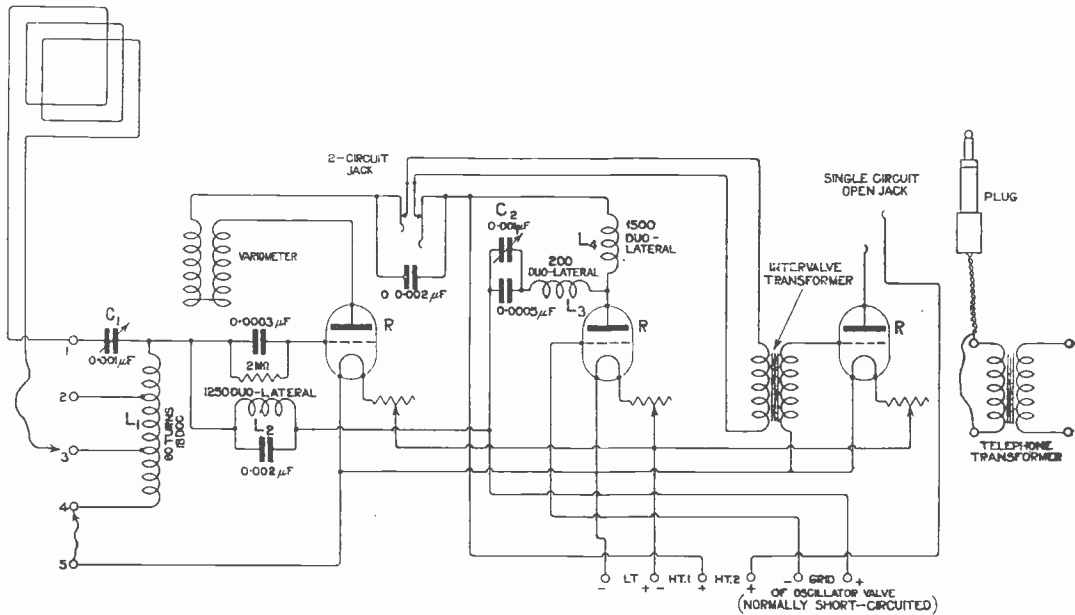 2-CIRCUIT
JACK
SINGLE CIRCUIT
OPEN JACK
PLUG
C2
0·001µF
1500
DUO-
LATERAL
L4
VARIOMETER
200
DUO-LATERAL
L3
INTERVALVE
TRANSFORMER
0 0·002µF
0·0005µF
0·0003µF
R
R
R
C1
1
0·001µF
2MΩ
1250 DUO-LATERAL
2
L1
80 TURNS
18 DCC
L2
3
0·002µF
TELEPHONE
TRANSFORMER
4
5
- LT + - HT.1 + HT.2 + - GRID +
OF OSCILLATOR VALVE
(NORMALLY SHORT-CIRCUITED)